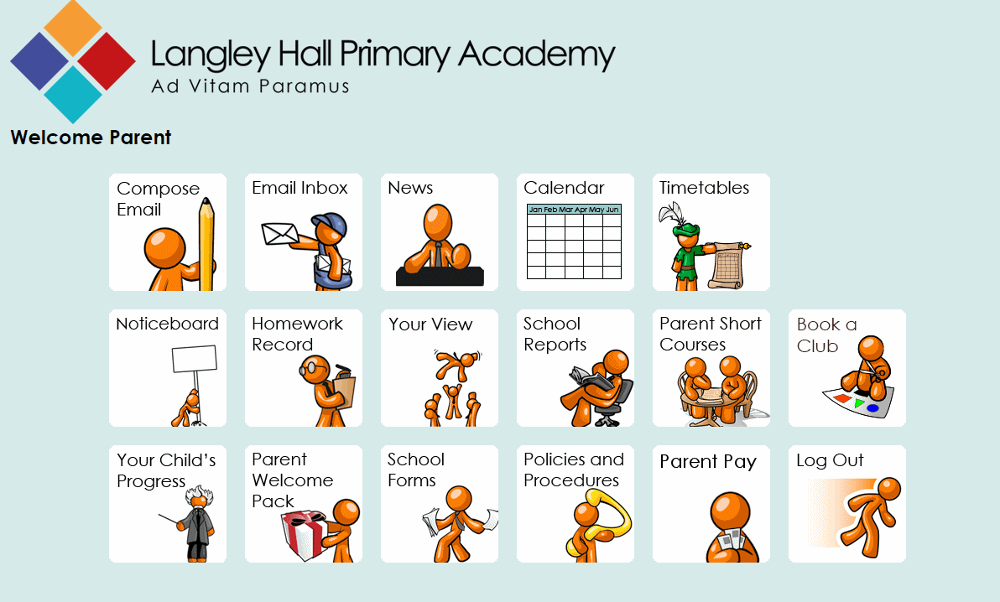 Langley Hall Primary Academy
Ad Vitam Paramus
Welcome Parent
Compose
Email
Email Inbox
News
Calendar
Jan Feb Mar Apr May Jun
Timetables
Noticeboard
Homework
Record
Your View
School
Reports
Parent Short
Courses
Book a
Club
Your Child's
Progress
Parent
Welcome
Pack
School
Forms
Policies and
Procedures
Parent Pay
Log Out